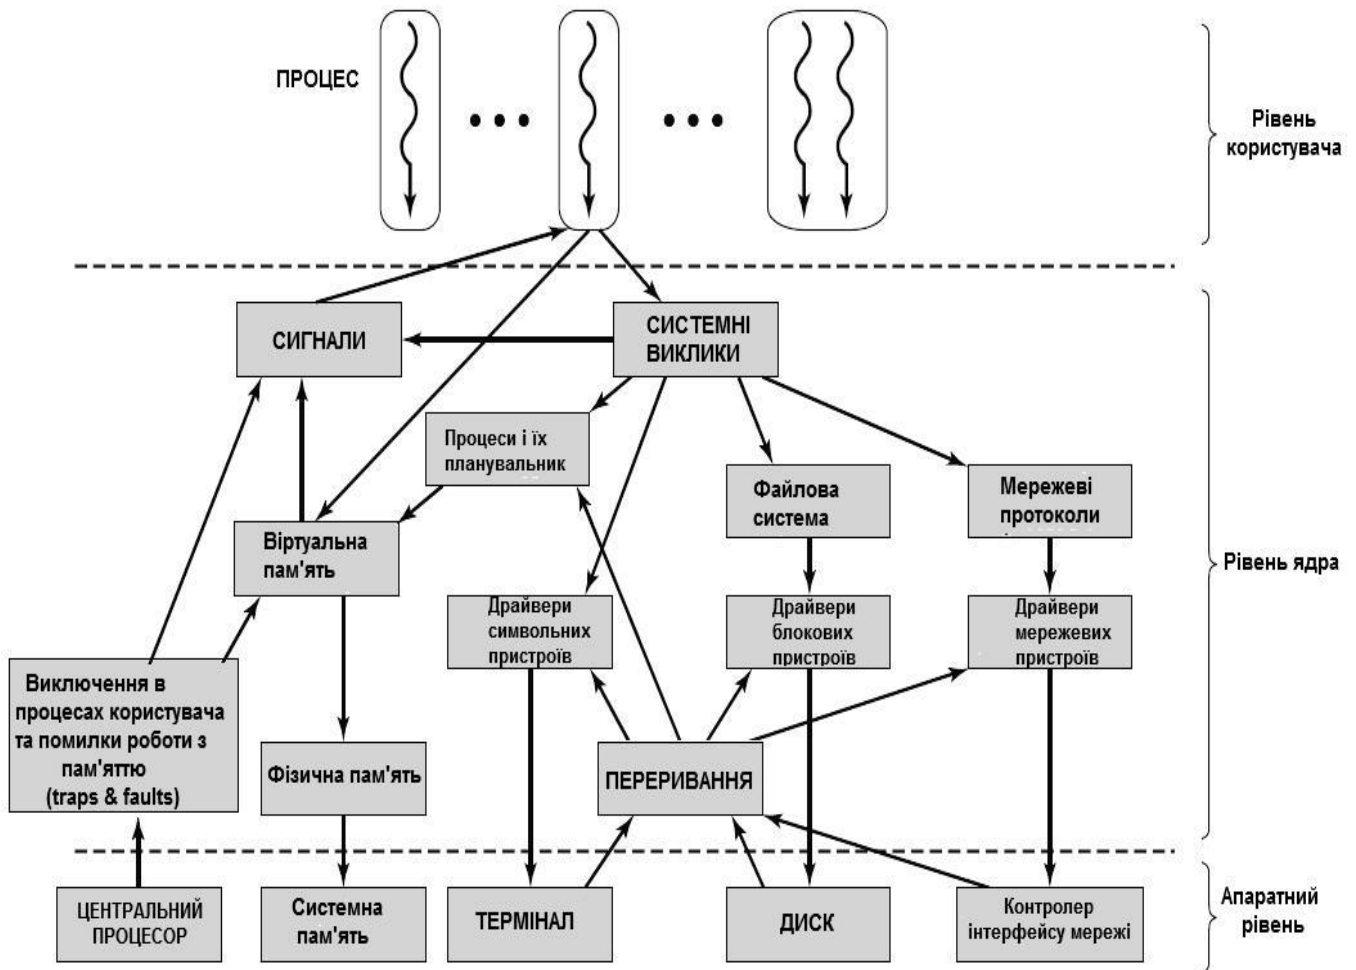 ПРОЦЕС
Рівень
користувача
СИГНАЛИ
СИСТЕМНІ
ВИКЛИКИ
Процеси і їх
планувальник
Файлова
система
Мережеві
протоколи
Віртуальна
пам'ять
Рівень ядра
Драйвери
символьних
пристроїв
Драйвери
блокових
пристроїв
Драйвери
мережевих
пристроїв
Виключення в
процесах користувача
та помилки роботи з
пам'яттю
(traps & faults)
Фізична пам'ять
ПЕРЕРИВАННЯ
ЦЕНТРАЛЬНИЙ
ПРОЦЕСОР
Системна
пам'ять
ТЕРМІНАЛ
ДИСК
Контролер
інтерфейсу мережі
Апаратний
рівень